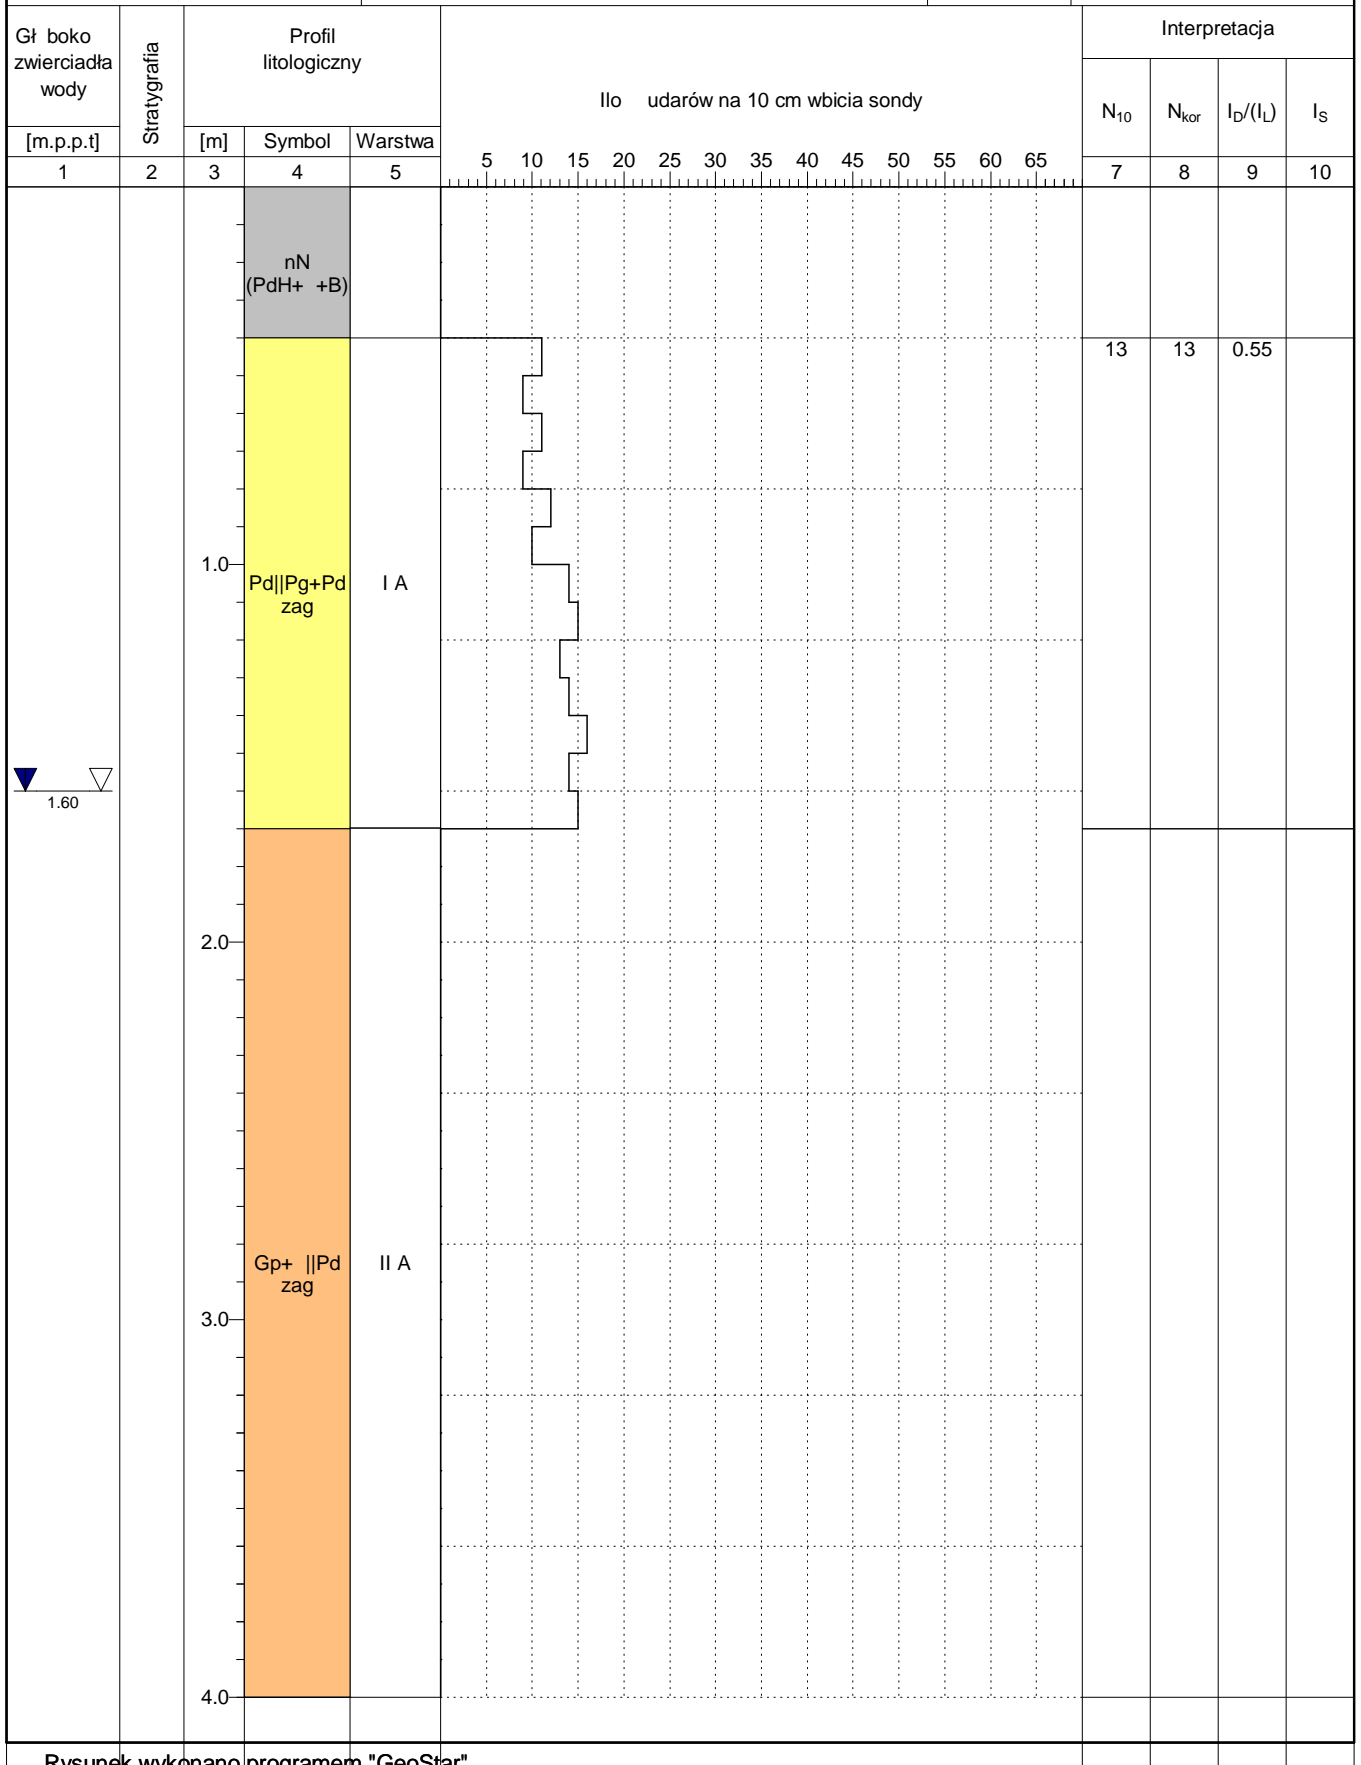 Gł boko
zwierciadła
wody
[m.p.p.t]
1
Stratygrafia
2
Profil
litologiczny
[m]
Symbol
Warstwa
3
4
5
Ilo udarów na 10 cm wbicia sondy
5 10 15 20 25 30 35 40 45 50 55 60 65
Interpretacja
N10
Nkor
ID/(IL)
IS
7
8
9
10
nN
(PdH+ +B)
13 13 0.55
1.0
Pd||Pg+Pd
zag
I A
1.60
2.0
Gp+ ||Pd
zag
II A
3.0
4.0
Rysunek wykonano programem "GeoStar"